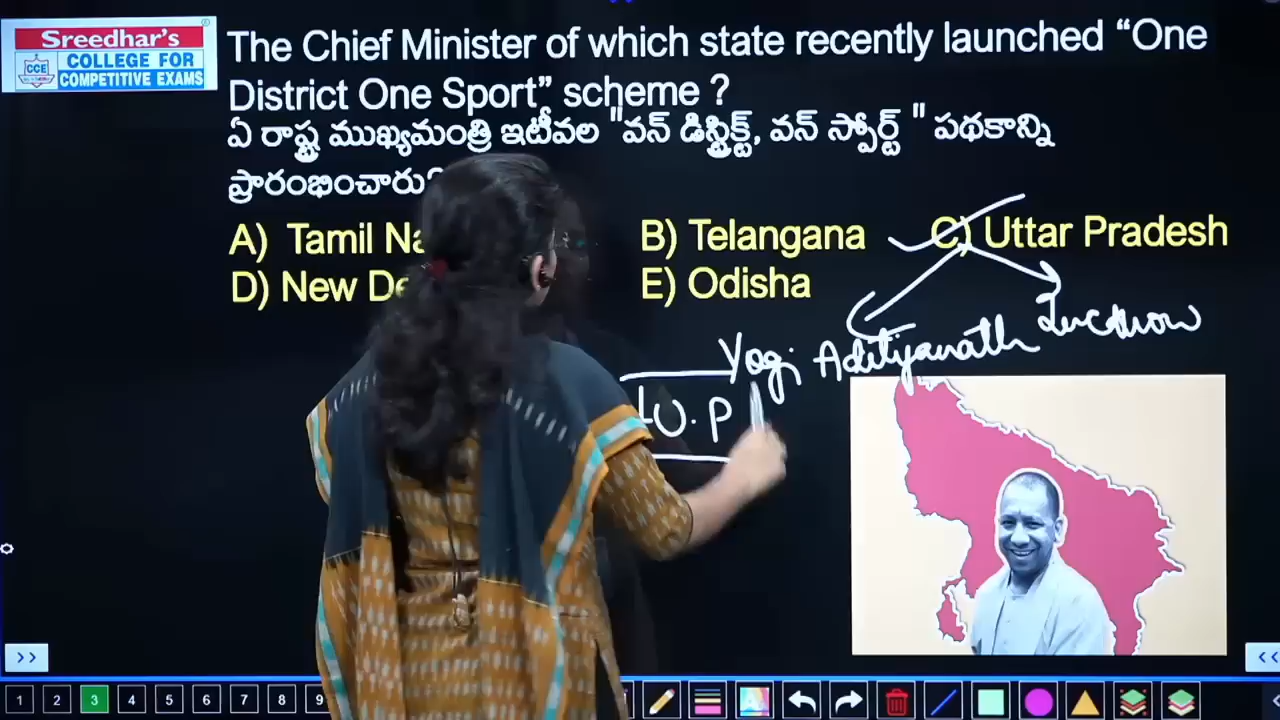 Sreedhar's
CCE
COLLEGE FOR
COMPETITIVE EXAMS
The Chief Minister of which state recently launched “One
District One Sport” scheme ?
ఏ రాష్ట్ర ముఖ్యమంత్రి ఇటీవల "వన్ డిస్ట్రిక్ట్, వన్ స్పోర్ట్ " పథకాన్ని
ప్రారంభించారు?
A) Tamil Na
B) Telangana
C) Uttar Pradesh
D) New De
E) Odisha
Lucknow
Yogi Adityanath
U.P
>>
<<
1 2 3 4 5 6 7 8 9